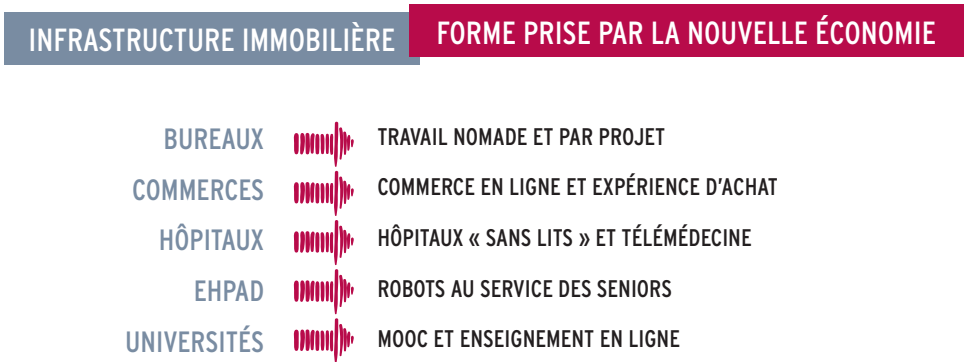 INFRASTRUCTURE IMMOBILIÈRE FORME PRISE PAR LA NOUVELLE ÉCONOMIE
BUREAUX TRAVAIL NOMADE ET PAR PROJET
COMMERCES COMMERCE EN LIGNE ET EXPÉRIENCE D'ACHAT
HÔPITAUX HÔPITAUX « SANS LITS » ET TÉLÉMÉDECINE
EHPAD ROBOTS AU SERVICE DES SENIORS
UNIVERSITÉS MOOC ET ENSEIGNEMENT EN LIGNE